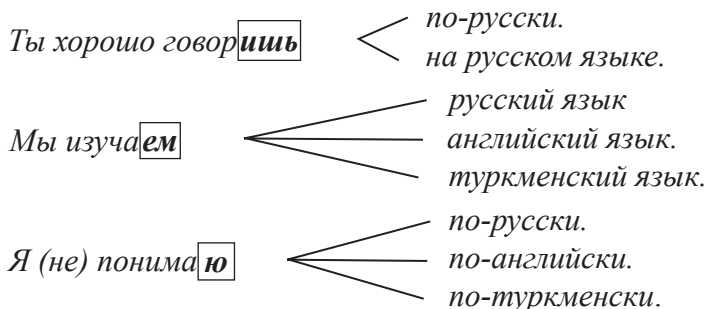 по-русски.
Ты хорошо говоришь
на русском языке.
русский язык
Мы изучаем
английский язык.
туркменский язык.
по-русски.
Я (не) понимаю
по-английски.
по-туркменски.